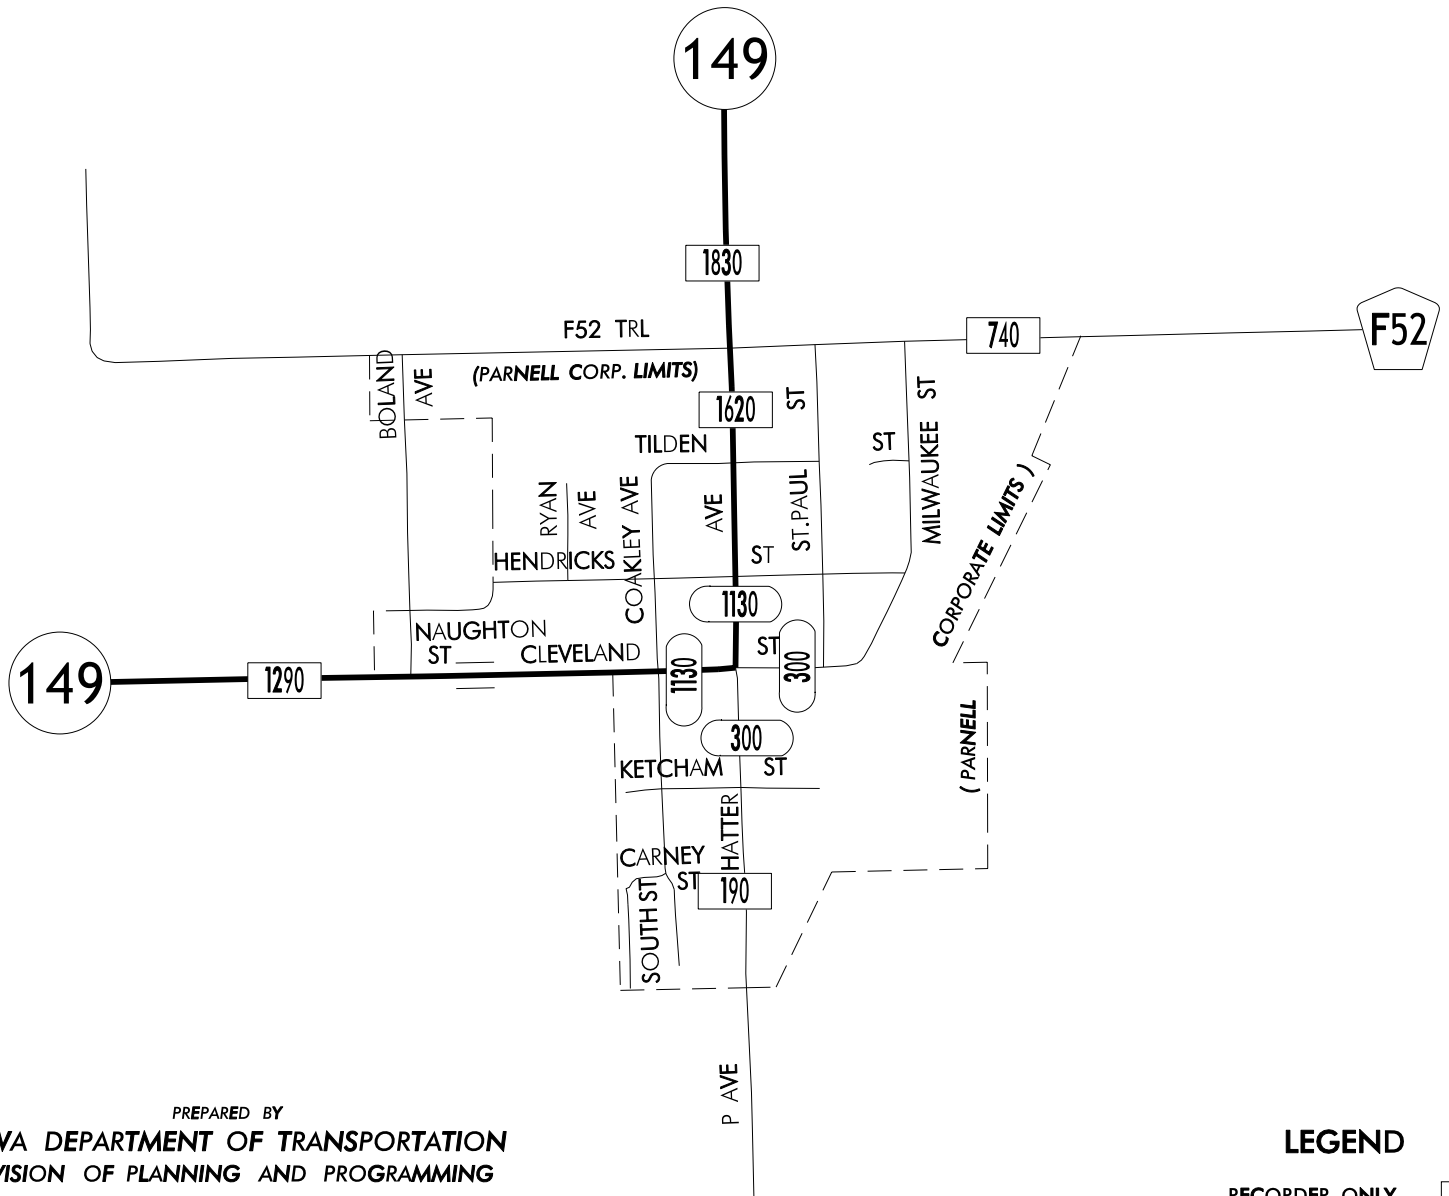 149
1830
F52 TRL
740
F52
(PARNELL CORP. LIMITS)
BOLAND
AVE
1620
ST
MILWAUKEE ST
TILDEN
ST
RYAN
AVE
COAKLEY AVE
AVE
ST.PAUL
CORPORATE LIMITS )
HENDRICKS
ST
1130
NAUGHTON
ST
CLEVELAND
ST
149
1290
1130
300
300
( PARNELL
KETCHAM
ST
HATTER
CARNEY
ST
190
SOUTH ST
P AVE
PREPARED BY
WA DEPARTMENT OF TRANSPORTATION
VISION OF PLANNING AND PROGRAMMING
LEGEND
RECORDER ONLY